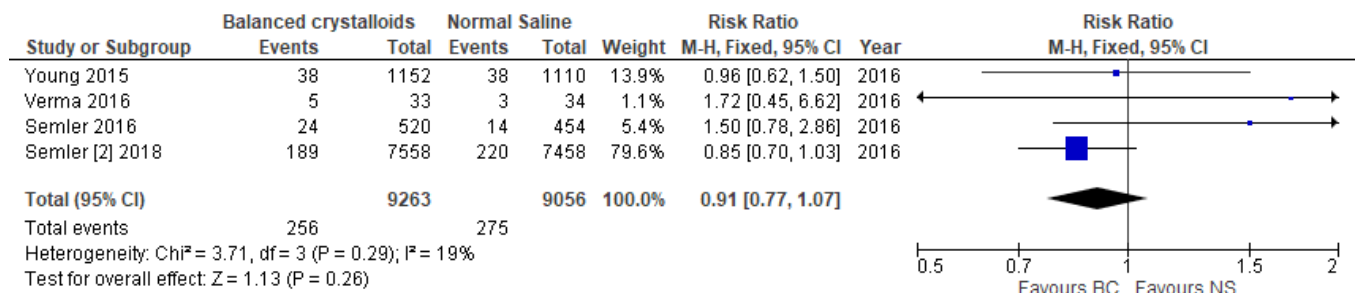 Balanced crystalloids Normal Saline Risk Ratio Risk Ratio
Study or Subgroup Events Total Events Total Weight M-H, Fixed, 95% CI Year M-H, Fixed, 95% CI
Young 2015 38 1152 38 1110 13.9% 0.96 [0.62, 1.50] 2016
Verma 2016 5 33 3 34 1.1% 1.72 [0.45, 6.62] 2016
Semler 2016 24 520 14 454 5.4% 1.50 [0.78, 2.86] 2016
Semler [2] 2018 189 7558 220 7458 79.6% 0.85 [0.70, 1.03] 2016
Total (95% CI) 9263 9056 100.0% 0.91 [0.77, 1.07]
Total events 256 275
Heterogeneity: Chi² = 3.71, df = 3 (P = 0.29); I² = 19%
Test for overall effect: Z = 1.13 (P = 0.26)
0.5 0.7 1 1.5 2
Favours BC Favours NS